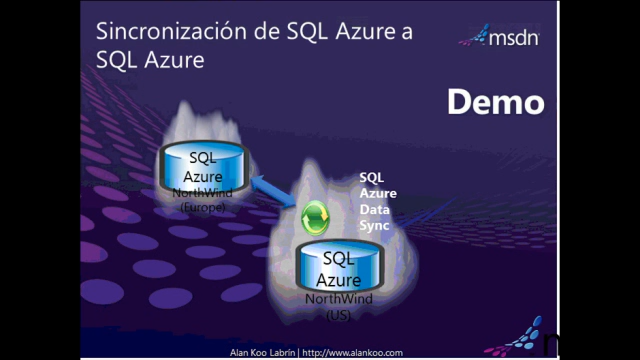 Sincronización de SQL Azure a
SQL Azure
msdn
Demo
SQL
Azure
NorthWind
(Europe)
SQL
Azure
Data
Sync
SQL
Azure
NorthWind
(US)
Alan Koo Labrín | http://www.alankoo.com